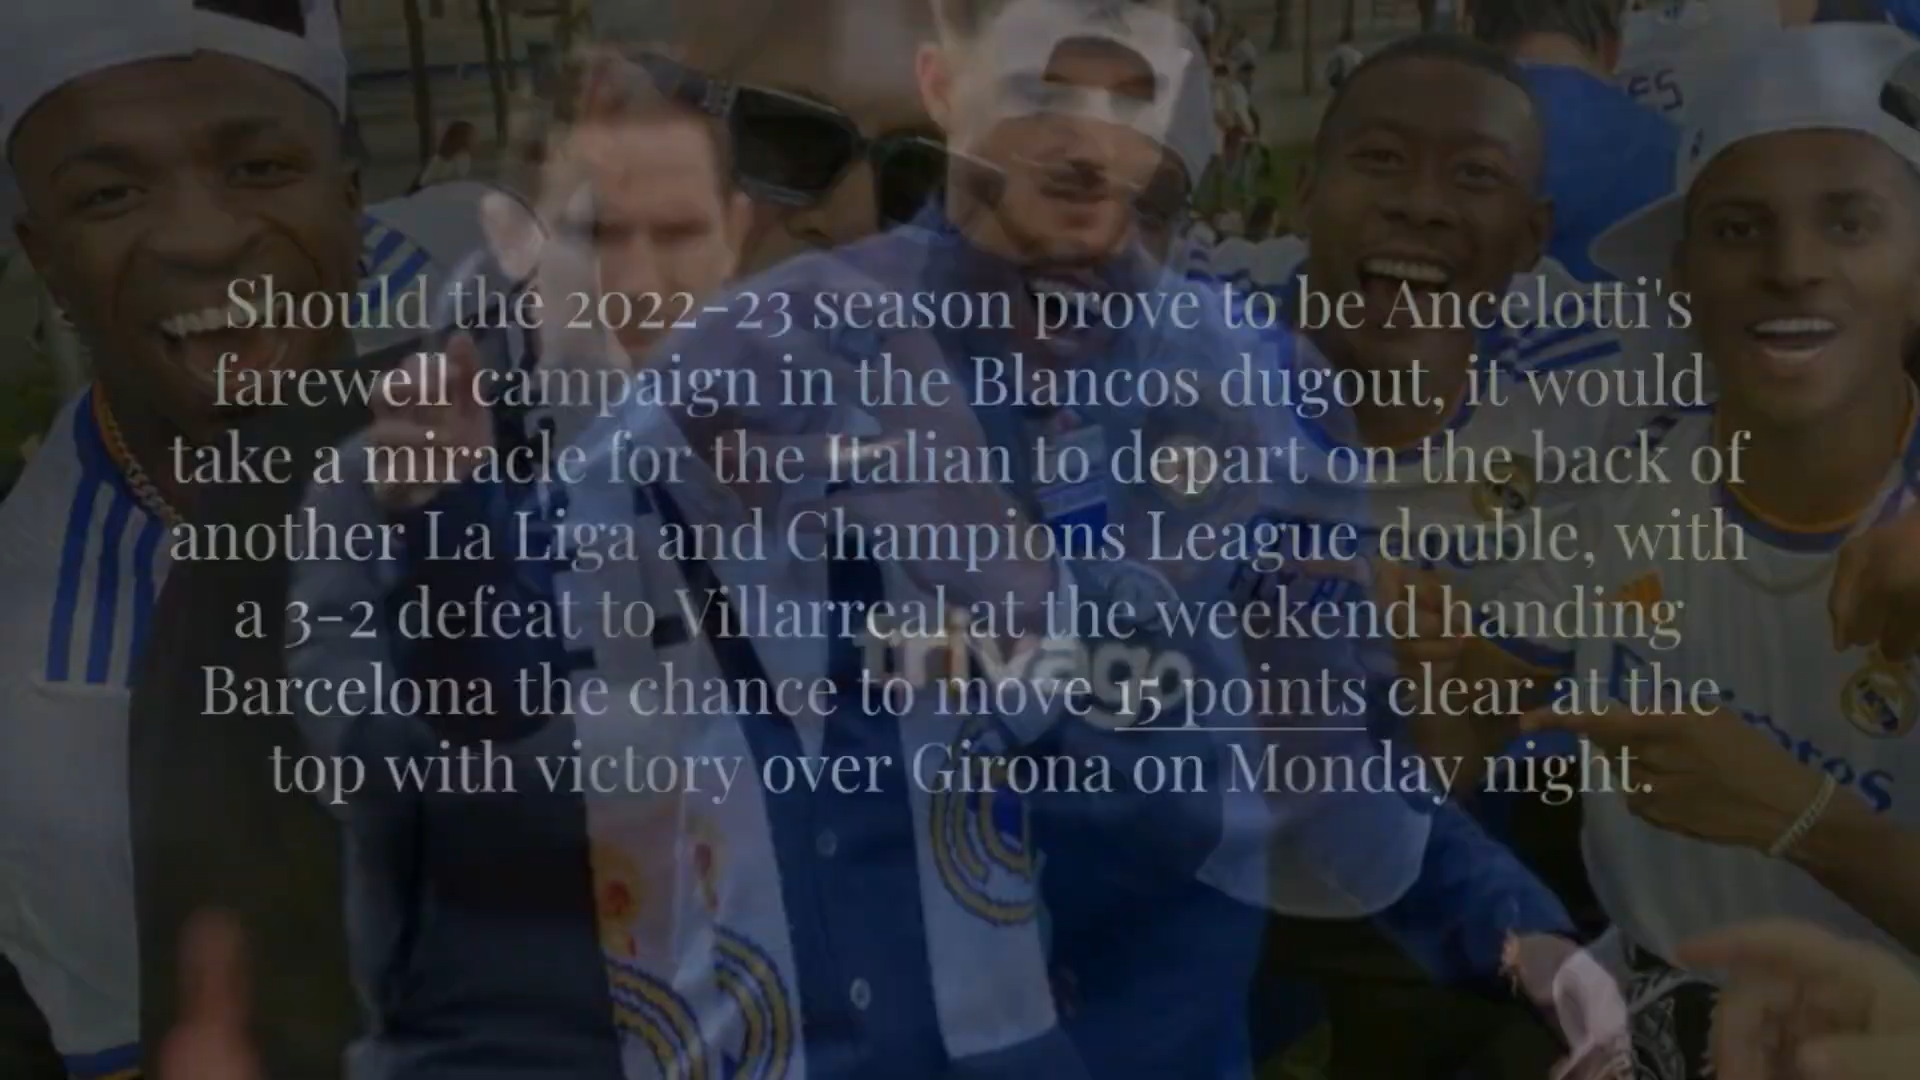 Should the 2022-23 season prove to be Ancelotti's
farewell campaign in the Blancos dugout, it would
take a miracle for the Italian to depart on the back of
another La Liga and Champions League double, with
a 3-2 defeat to Villarreal at the weekend handing
Barcelona the chance to move 15 points clear at the
top with victory over Girona on Monday night.
trivago